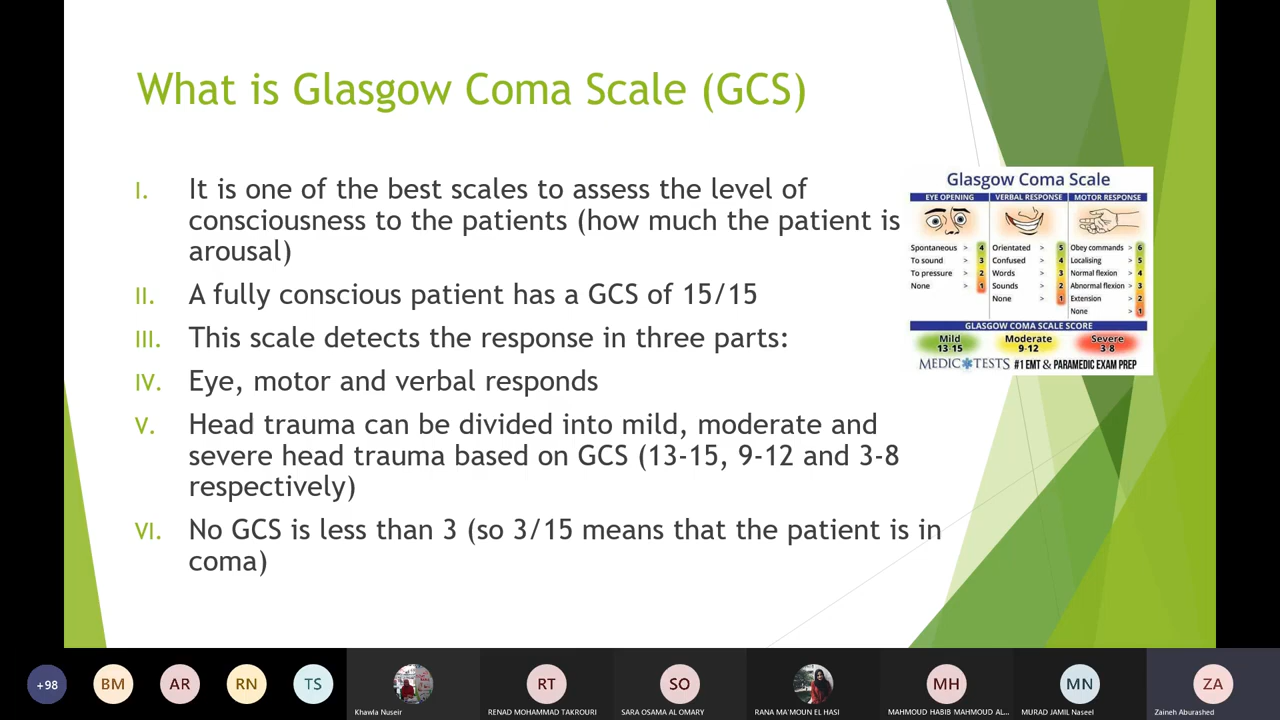 What is Glasgow Coma Scale (GCS)
I. It is one of the best scales to assess the level of
consciousness to the patients (how much the patient is
arousal)
II. A fully conscious patient has a GCS of 15/15
III. This scale detects the response in three parts:
IV. Eye, motor and verbal responds
V. Head trauma can be divided into mild, moderate and
severe head trauma based on GCS (13-15, 9-12 and 3-8
respectively)
VI. No GCS is less than 3 (so 3/15 means that the patient is in
coma)
Glasgow Coma Scale
EYE OPENING
Spontaneous > 4
To sound > 3
To pressure > 2
None > 1
VERBAL RESPONSE
Orientated > 5
Confused > 4
Words > 3
Sounds > 2
None > 1
MOTOR RESPONSE
Obey commands > 6
Localising > 5
Normal flexion > 4
Abnormal flexion > 3
Extension > 2
None > 1
GLASGOW COMA SCALE SCORE
Mild
13-15
Moderate
9-12
Severe
3-8
MEDIC TESTS #1 EMT & PARAMEDIC EXAM PREP
+98
BM
AR
RN
TS
Khawla Nuseir
RT
RENAD MOHAMMAD TAKROURI
SO
SARA OSAMA AL OMARY
RANA MA'MOUN EL HASI
MH
MAHMOUD HABIB MAHMOUD AL...
MN
MURAD JAMIL Naseel
ZA
Zaineh Aburashed